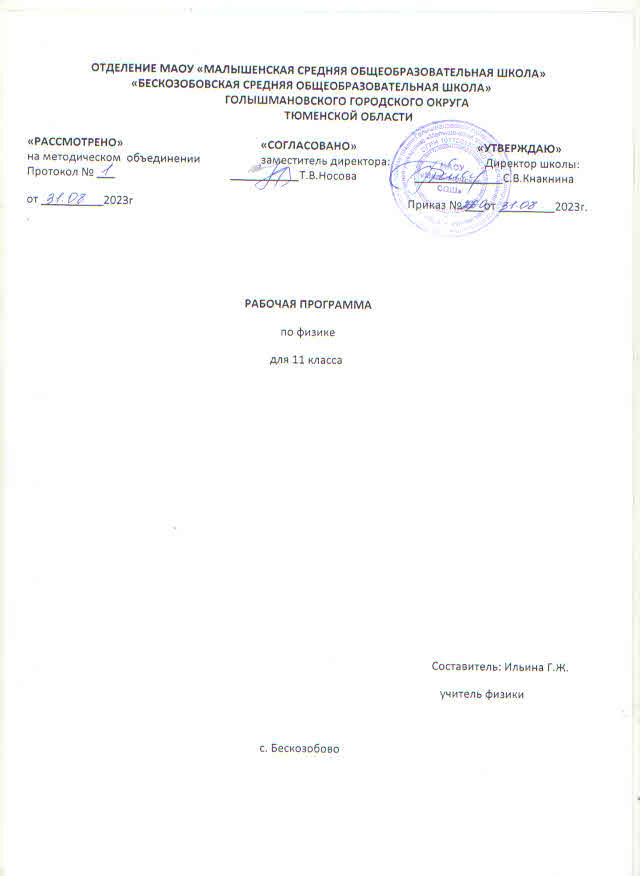 ОТДЕЛЕНИЕ МАОУ «МАЛЫШЕНСКАЯ СРЕДНЯЯ ОБЩЕОБРАЗОВАТЕЛЬНАЯ ШКОЛА»
«БЕСКОЗОБОВСКАЯ СРЕДНЯЯ ОБЩЕОБРАЗОВАТЕЛЬНАЯ ШКОЛА»
ГОЛЫШМАНОВСКОГО ГОРОДСКОГО ОКРУГА
ТЮМЕНСКОЙ ОБЛАСТИ
«РАССМОТРЕНО» «СОГЛАСОВАНО» «УТВЕРЖДАЮ»
на методическом объединении заместитель директора: Директор школы:
Протокол № 1 Т.В.Носова С.В.Кнакнина
от 31.08 2023г Приказ № от 31.08 2023г.
МАОУ
СОШ»
РАБОЧАЯ ПРОГРАММА
по физике
для 11 класса
Составитель: Ильина Г.Ж.
учитель физики
с. Бескозобово